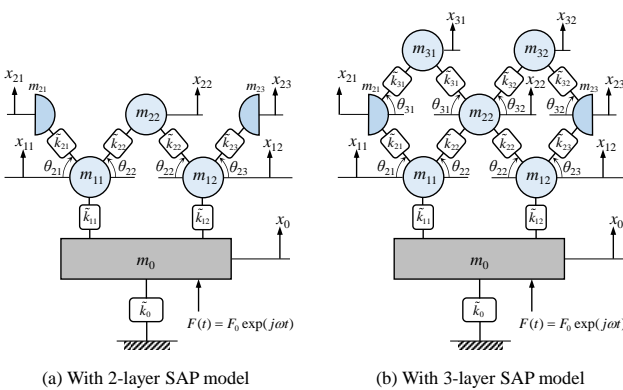 x₃₁ x₃₂
m₃₁ m₃₂
x₂₁ x₂₂ x₂₃ x₂₁ k̃₃₁ k̃₃₁ k̃₃₂ x₂₂ k̃₃₂ x₂₃
m₂₁ m₂₃ m₂₁ m₂₃
m₂₂ θ₃₁ θ₃₁ m₂₂ θ₃₂ θ₃₂
x₁₁ k̃₂₁ k̃₂₂ k̃₂₂ k̃₂₃ x₁₂ x₁₁ k̃₂₁ k̃₂₂ k̃₂₂ k̃₂₃ x₁₂
θ₂₁ m₁₁ θ₂₂ θ₂₂ m₁₂ θ₂₃ θ₂₁ m₁₁ θ₂₂ θ₂₂ m₁₂ θ₂₃
k̃₁₁ k̃₁₂ x₀ k̃₁₁ k̃₁₂ x₀
m₀ m₀
k̃₀ F(t) = F₀ exp(jωt) k̃₀ F(t) = F₀ exp(jωt)
(a) With 2-layer SAP model (b) With 3-layer SAP model